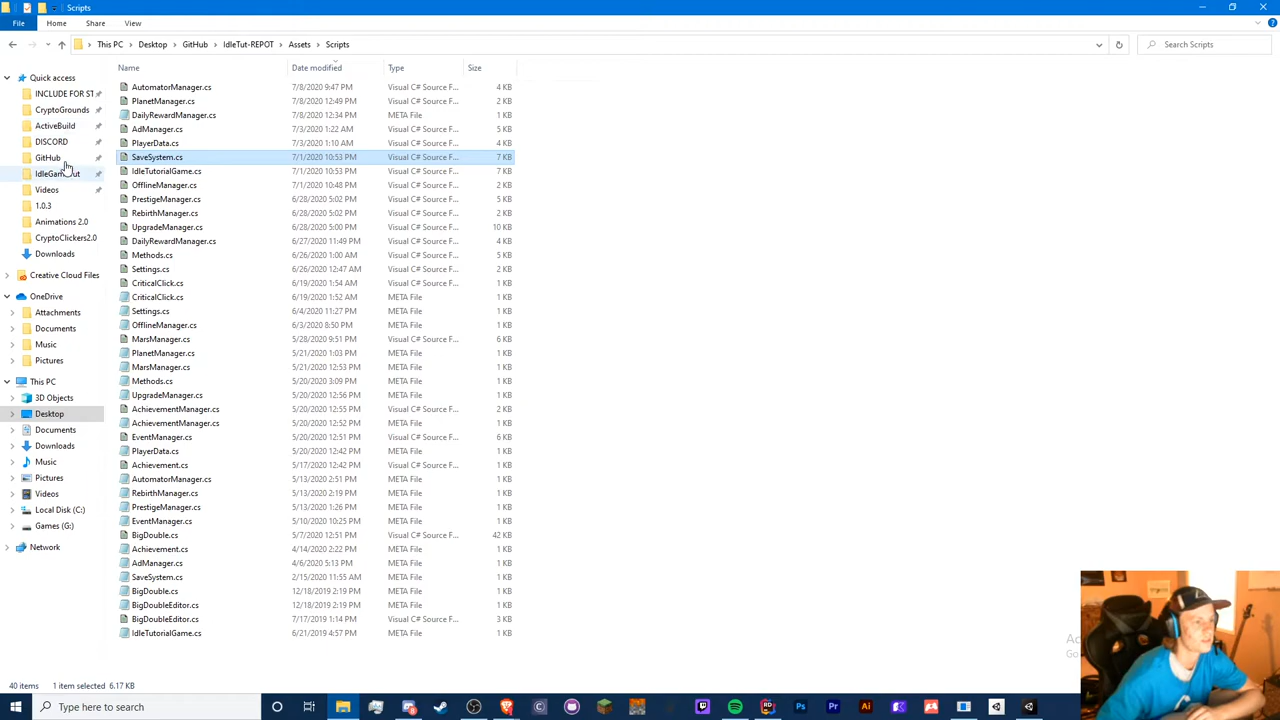 Scripts
File Home Share View
This PC Desktop GitHub IdleTut-REPOT Assets Scripts
Search Scripts
Name Date modified Type Size
Quick access
INCLUDE FOR ST
CryptoGrounds
ActiveBuild
DISCORD
GitHub
Videos
1.0.3
Animations 2.0
CryptoClickers2.0
Downloads
Creative Cloud Files
OneDrive
Attachments
Documents
Music
Pictures
This PC
3D Objects
Desktop
Documents
Downloads
Music
Pictures
Videos
Local Disk (C:)
Games (G:)
Network
AutomatorManager.cs 7/8/2020 9:47 PM Visual C# Source F... 4 KB
PlanetManager.cs 7/8/2020 12:49 PM Visual C# Source F... 2 KB
DailyRewardManager.cs 7/8/2020 12:34 PM META File 1 KB
AdManager.cs 7/3/2020 1:22 AM Visual C# Source F... 5 KB
PlayerData.cs 7/3/2020 1:10 AM Visual C# Source F... 4 KB
SaveSystem.cs 7/1/2020 10:53 PM Visual C# Source F... 7 KB
IdleTutorialGame.cs 7/1/2020 10:53 PM Visual C# Source F... 7 KB
OfflineManager.cs 7/1/2020 10:48 PM Visual C# Source F... 2 KB
PrestigeManager.cs 6/28/2020 5:02 PM Visual C# Source F... 5 KB
RebirthManager.cs 6/28/2020 5:02 PM Visual C# Source F... 2 KB
UpgradeManager.cs 6/28/2020 5:00 PM Visual C# Source F... 10 KB
DailyRewardManager.cs 6/27/2020 11:49 PM Visual C# Source F... 4 KB
Methods.cs 6/26/2020 1:00 AM Visual C# Source F... 5 KB
Settings.cs 6/26/2020 12:47 AM Visual C# Source F... 2 KB
CriticalClick.cs 6/19/2020 1:54 AM Visual C# Source F... 1 KB
CriticalClick.cs 6/19/2020 1:52 AM META File 1 KB
Settings.cs 6/4/2020 11:27 PM META File 1 KB
OfflineManager.cs 6/3/2020 8:50 PM META File 1 KB
MarsManager.cs 5/28/2020 9:51 PM Visual C# Source F... 6 KB
PlanetManager.cs 5/21/2020 1:03 PM META File 1 KB
MarsManager.cs 5/21/2020 12:53 PM META File 1 KB
Methods.cs 5/20/2020 3:09 PM META File 1 KB
UpgradeManager.cs 5/20/2020 12:56 PM META File 1 KB
AchievementManager.cs 5/20/2020 12:55 PM Visual C# Source F... 2 KB
AchievementManager.cs 5/20/2020 12:52 PM META File 1 KB
EventManager.cs 5/20/2020 12:51 PM Visual C# Source F... 6 KB
PlayerData.cs 5/20/2020 12:42 PM META File 1 KB
Achievement.cs 5/17/2020 12:42 PM Visual C# Source F... 1 KB
AutomatorManager.cs 5/13/2020 2:51 PM META File 1 KB
RebirthManager.cs 5/13/2020 2:19 PM META File 1 KB
PrestigeManager.cs 5/13/2020 1:26 PM META File 1 KB
EventManager.cs 5/10/2020 10:25 PM META File 1 KB
BigDouble.cs 5/7/2020 12:51 PM Visual C# Source F... 42 KB
Achievement.cs 4/14/2020 2:22 PM META File 1 KB
AdManager.cs 4/6/2020 5:13 PM META File 1 KB
SaveSystem.cs 2/15/2020 11:55 AM META File 1 KB
BigDouble.cs 12/18/2019 2:19 PM META File 1 KB
BigDoubleEditor.cs 12/18/2019 2:19 PM META File 1 KB
BigDoubleEditor.cs 7/17/2019 1:14 PM Visual C# Source F... 3 KB
IdleTutorialGame.cs 6/21/2019 4:57 PM META File 1 KB
40 items 1 item selected 6.17 KB
Type here to search